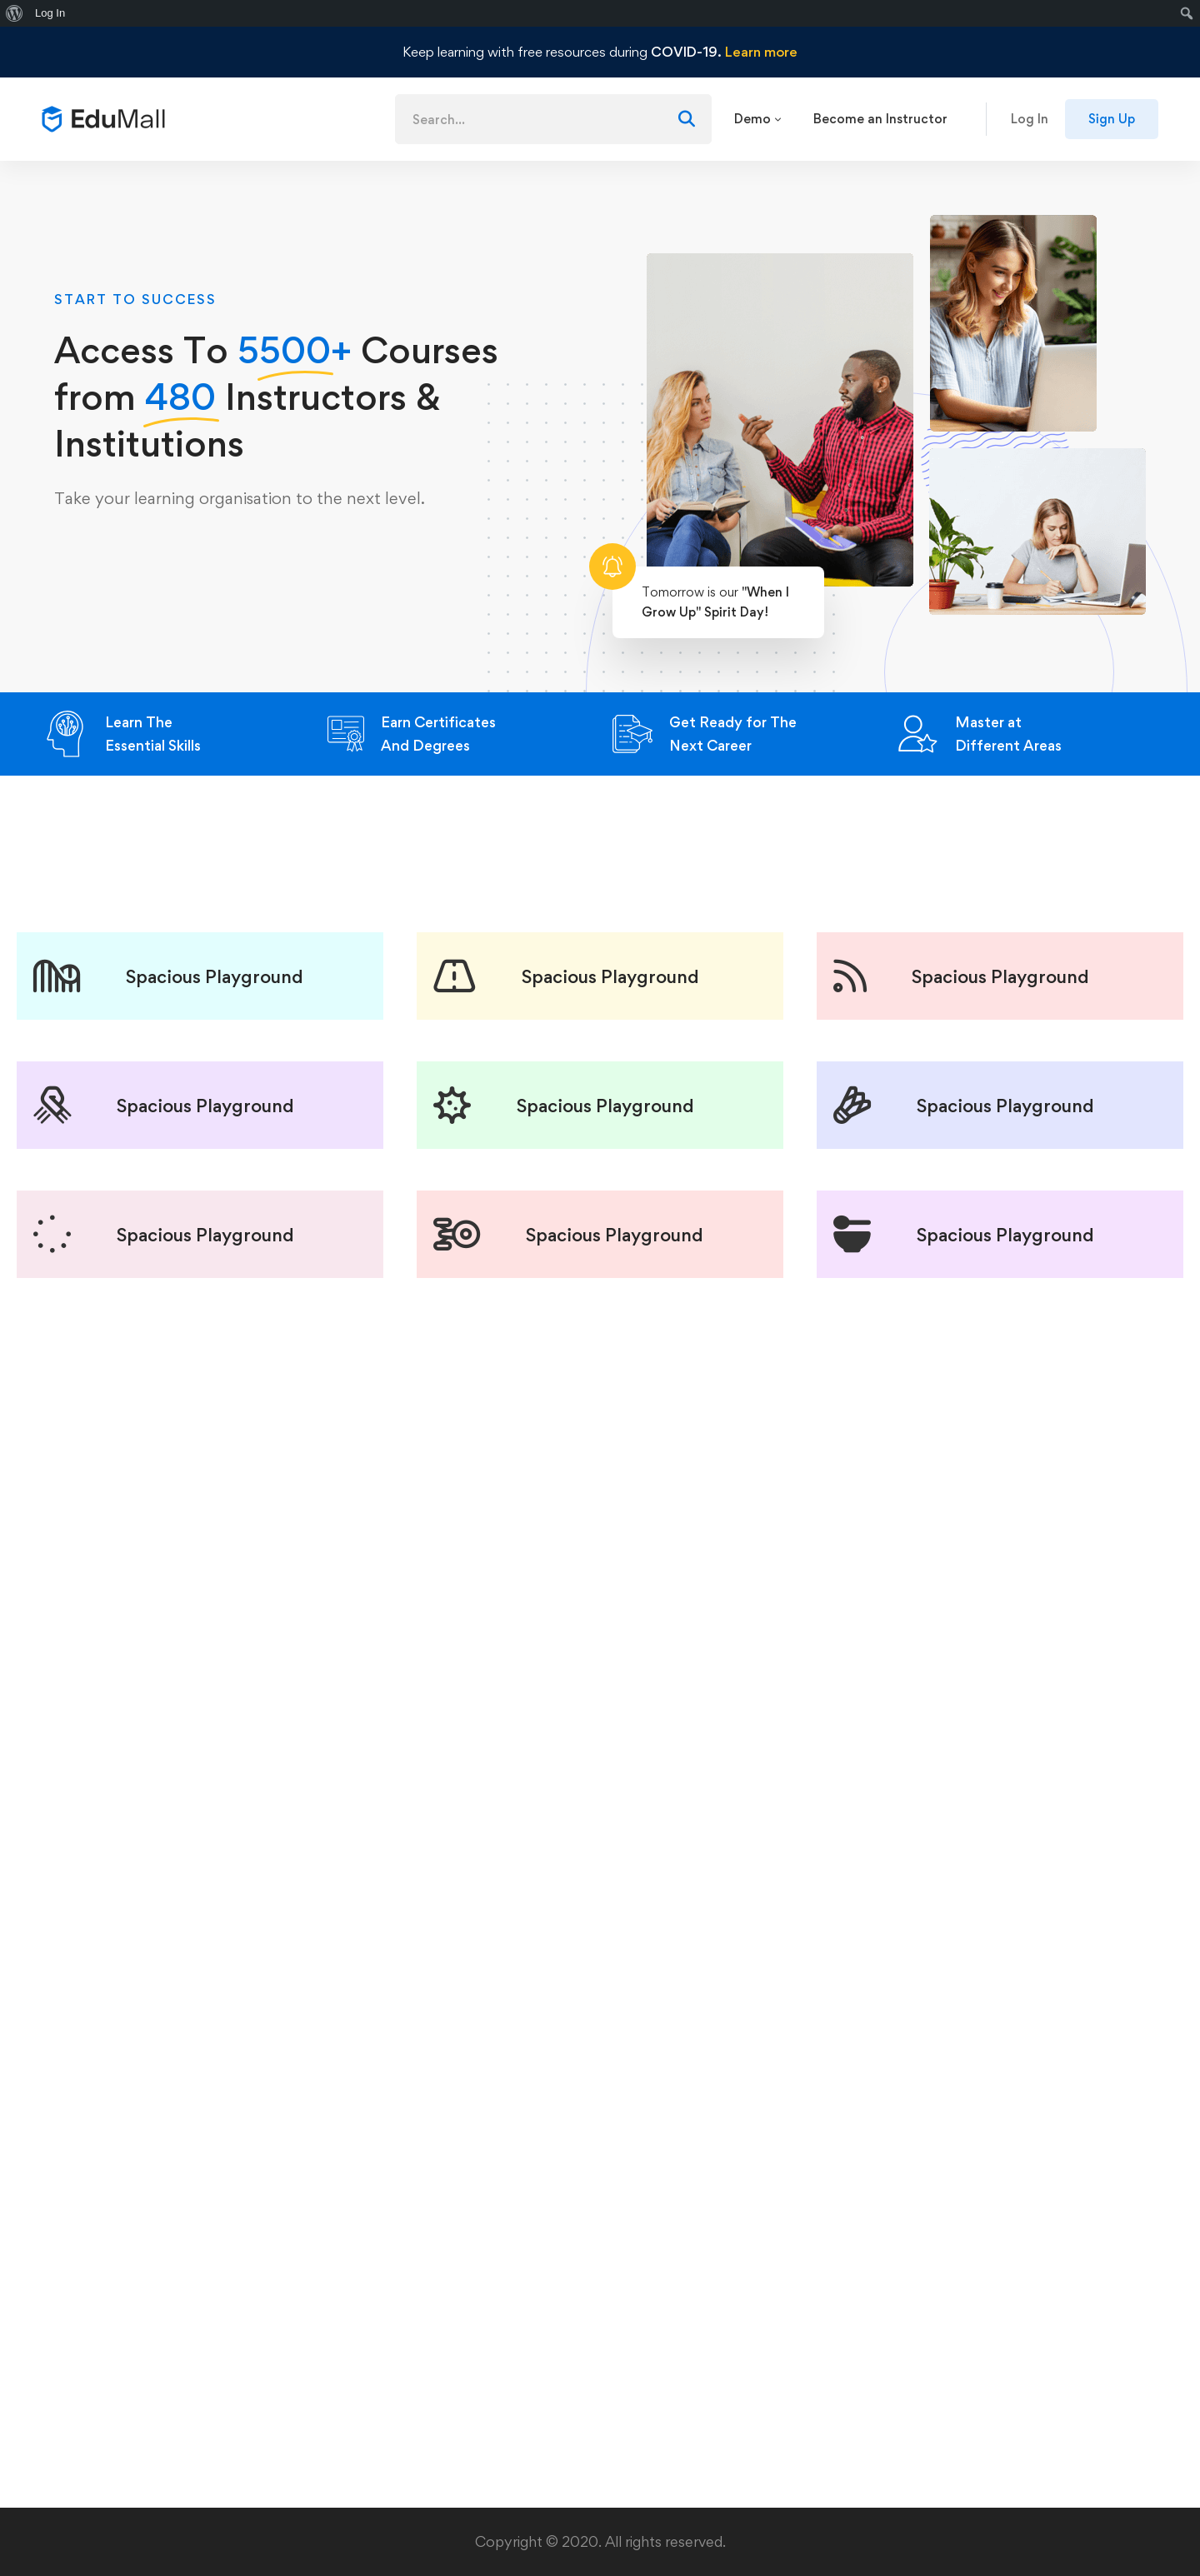 Log In
Keep learning with free resources during COVID-19. Learn more
EduMall
Search...
Demo
Become an Instructor
Log In
Sign Up
START TO SUCCESS
Access To 5500+ Courses
from 480 Instructors &
Institutions
Take your learning organisation to the next level.
Tomorrow is our "When I
Grow Up" Spirit Day!
Learn The
Essential Skills
Earn Certificates
And Degrees
Get Ready for The
Next Career
Master at
Different Areas
Spacious Playground
Spacious Playground
Spacious Playground
Spacious Playground
Spacious Playground
Spacious Playground
Spacious Playground
Spacious Playground
Spacious Playground
Copyright © 2020. All rights reserved.